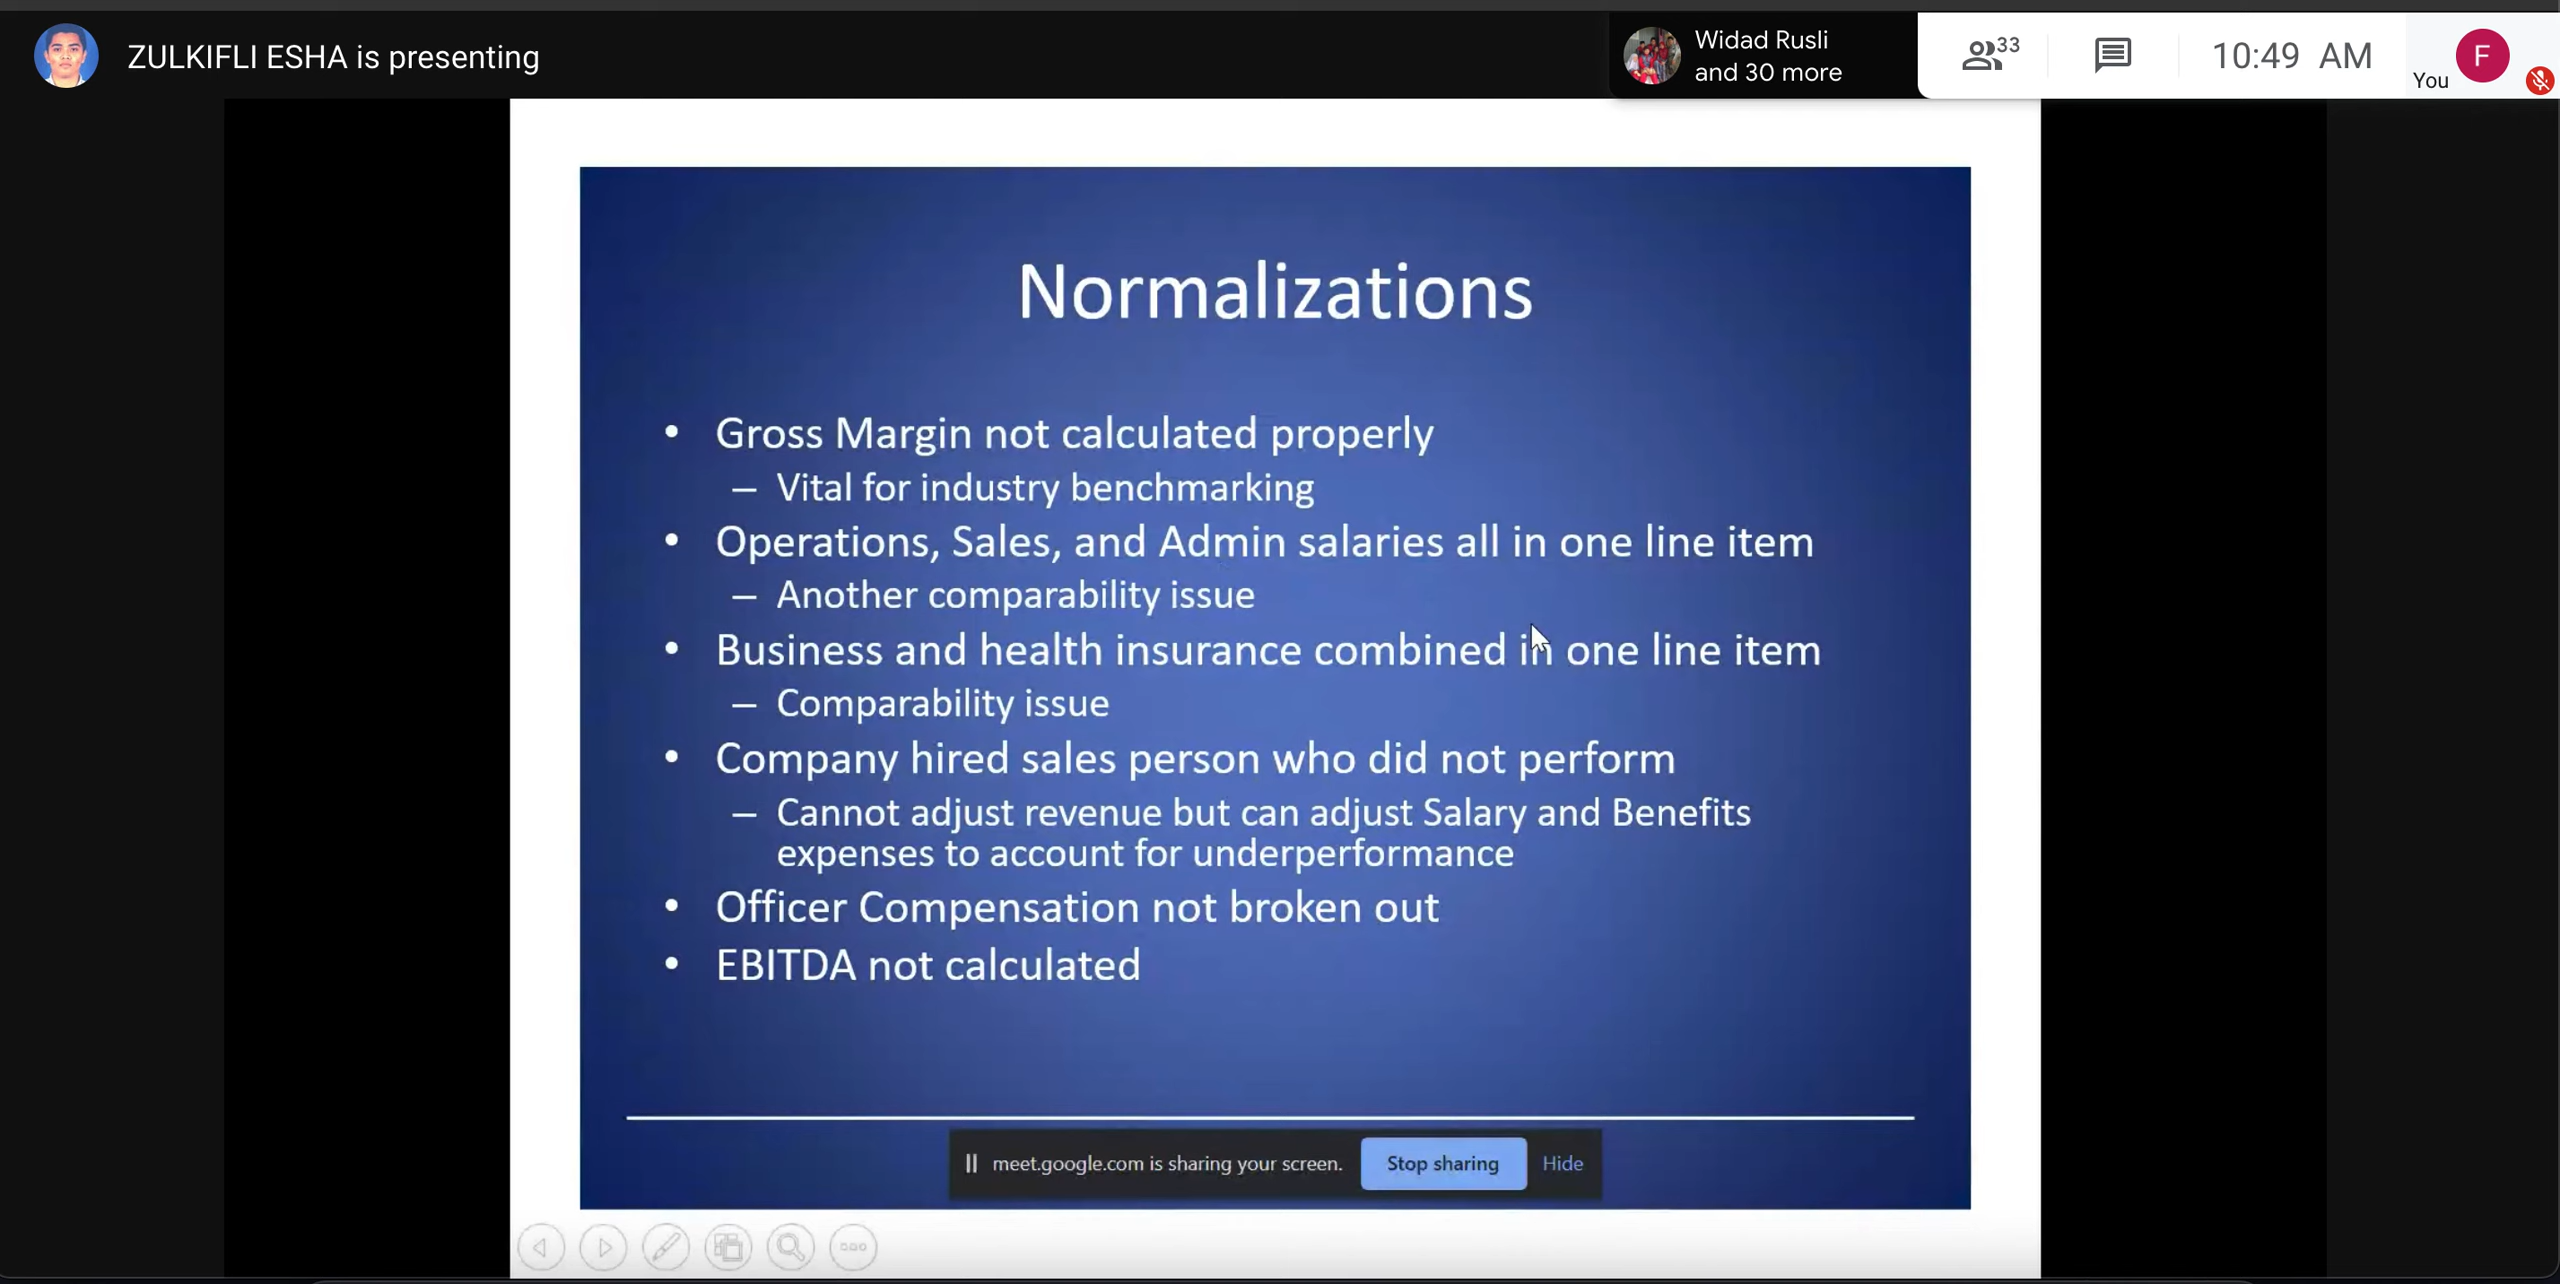 ZULKIFLI ESHA is presenting
Widad Rusli
and 30 more
33
10:49 AM
You
F
Normalizations
• Gross Margin not calculated properly
– Vital for industry benchmarking
• Operations, Sales, and Admin salaries all in one line item
– Another comparability issue
• Business and health insurance combined in one line item
– Comparability issue
• Company hired sales person who did not perform
– Cannot adjust revenue but can adjust Salary and Benefits
expenses to account for underperformance
• Officer Compensation not broken out
• EBITDA not calculated
meet.google.com is sharing your screen.
Stop sharing
Hide